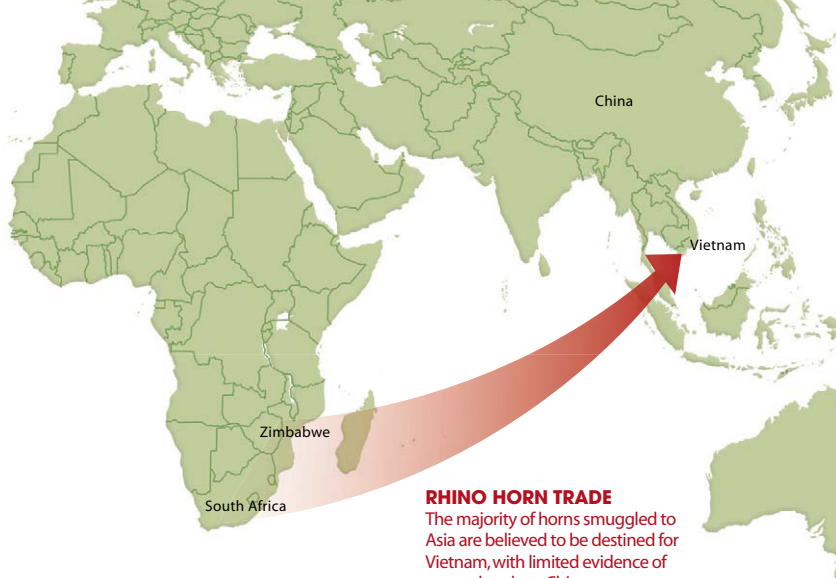 China
Vietnam
Zimbabwe
South Africa
RHINO HORN TRADE
The majority of horns smuggled to
Asia are believed to be destined for
Vietnam, with limited evidence of